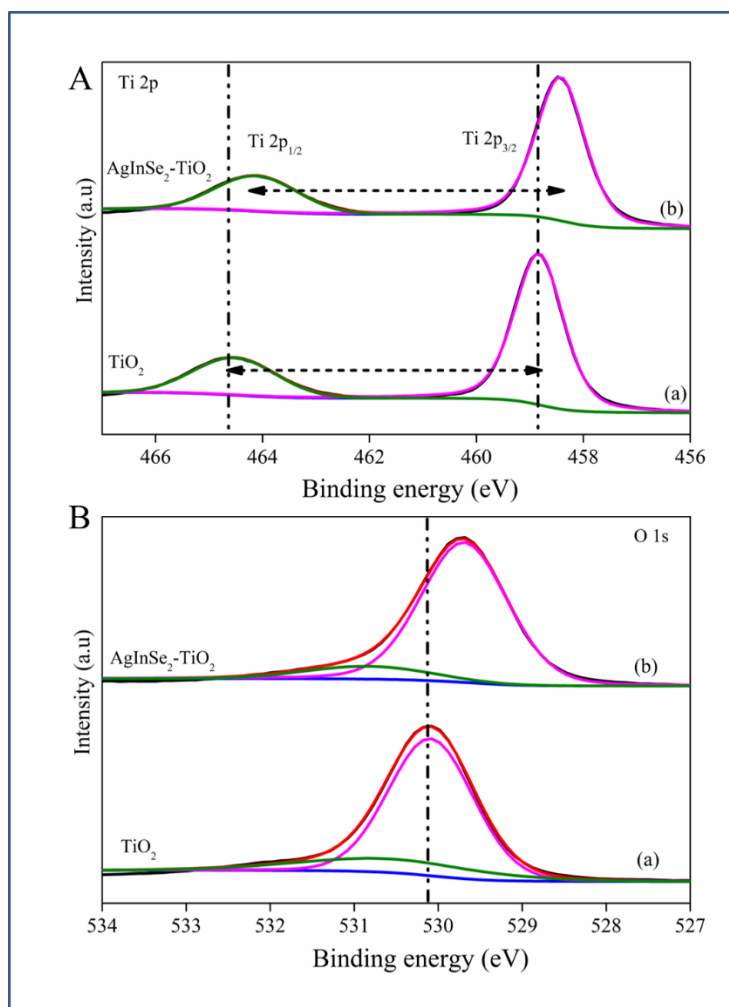 A
Ti 2p
Ti 2p1/2
Ti 2p3/2
AgInSe2-TiO2
(b)
TiO2
(a)
Intensity (a.u)
466 464 462 460 458 456
Binding energy (eV)
B
O 1s
AgInSe2-TiO2
(b)
TiO2
(a)
Intensity (a.u)
534 533 532 531 530 529 528 527
Binding energy (eV)